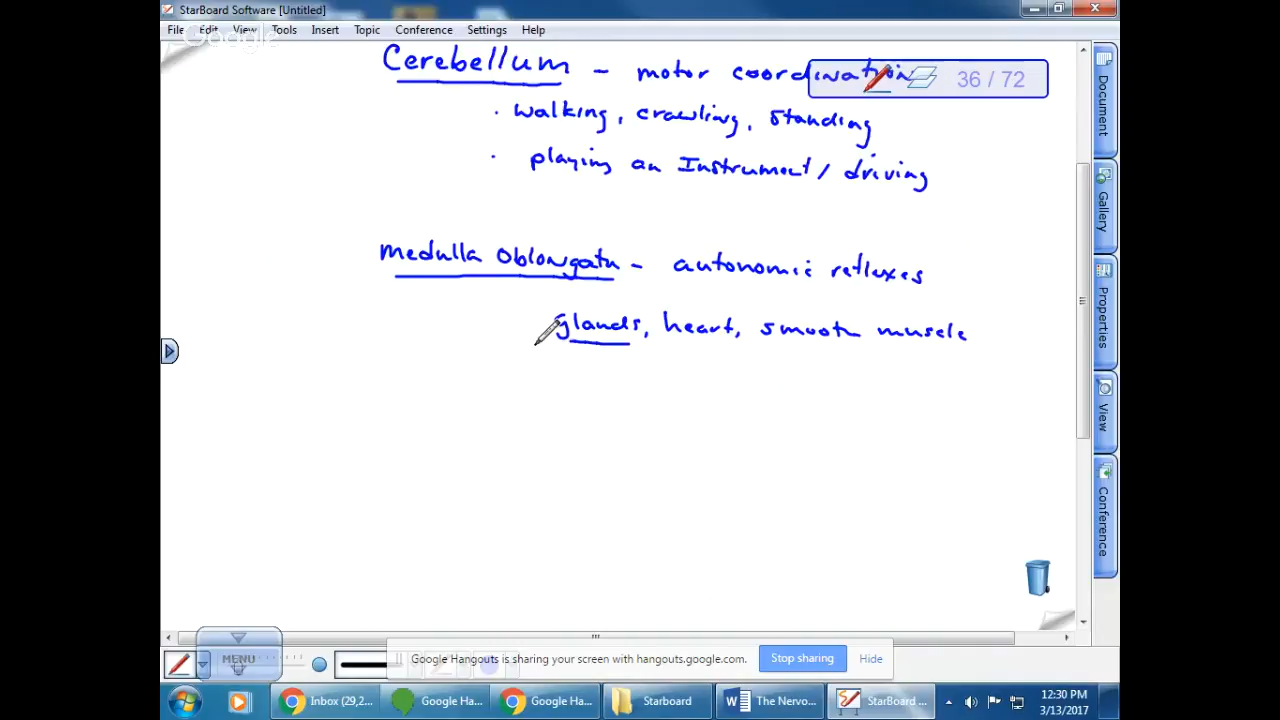 StarBoard Software [Untitled]
File Edit View Tools Insert Topic Conference Settings Help
Google
Cerebellum - motor coordination
36 / 72
· walking, crawling, standing
· playing an Instrument / driving
Medulla Oblongata - autonomic reflexes
glands, heart, smooth muscle
Document
Gallery
Properties
View
Conference
MENU
Google Hangouts is sharing your screen with hangouts.google.com. Stop sharing Hide
Inbox (29,2... Google Ha... Google Ha... Starboard The Nervo... StarBoard ...
12:30 PM
3/13/2017